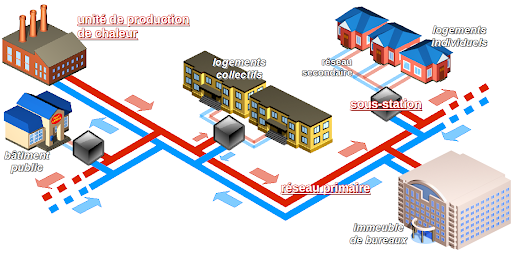 unité de production
de chaleur
logements
collectifs
logements
individuels
réseau
secondaire
sous-station
bâtiment
public
réseau primaire
immeuble
de bureaux